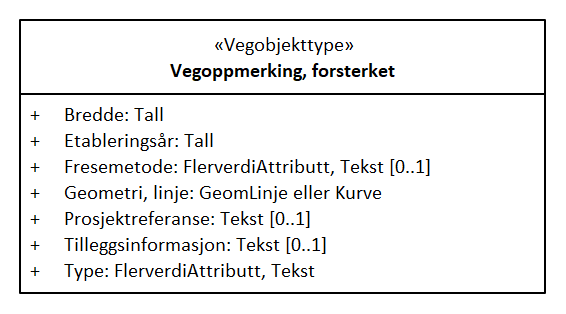 «Vegobjekttype»
Vegoppmerking, forsterket
+ Bredde: Tall
+ Etableringsår: Tall
+ Fresemetode: FlerverdiAttributt, Tekst [0..1]
+ Geometri, linje: GeomLinje eller Kurve
+ Prosjektreferanse: Tekst [0..1]
+ Tilleggsinformasjon: Tekst [0..1]
+ Type: FlerverdiAttributt, Tekst